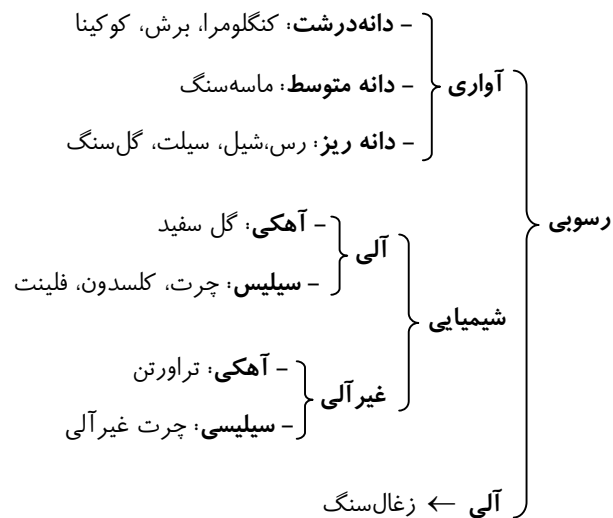 – دانه‌درشت: کنگلومرا، برش، کوکینا
آواری
– دانه متوسط: ماسه‌سنگ
– دانه ریز: رس،شیل، سیلت، گل‌سنگ
رسوبی
– آهکی: گل سفید
آلی
– سیلیس: چرت، کلسدون، فلینت
شیمیایی
– آهکی: تراورتن
غیرآلی
– سیلیسی: چرت غیرآلی
آلی ← زغال‌سنگ